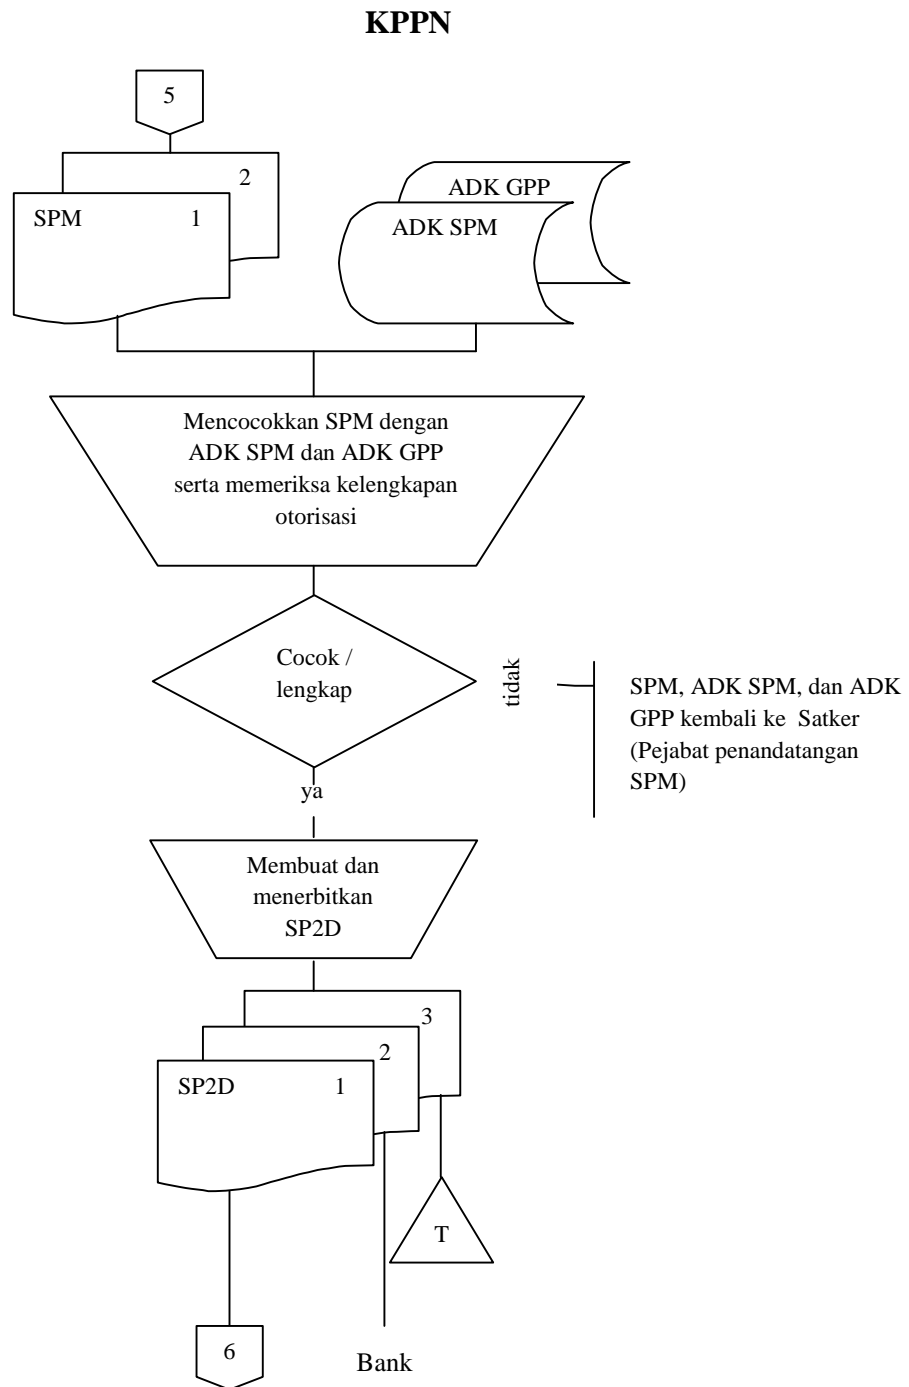 KPPN
5
2
SPM 1
ADK GPP
ADK SPM
Mencocokkan SPM dengan
ADK SPM dan ADK GPP
serta memeriksa kelengkapan
otorisasi
Cocok /
lengkap
tidak
SPM, ADK SPM, dan ADK
GPP kembali ke Satker
(Pejabat penandatangan
SPM)
ya
Membuat dan
menerbitkan
SP2D
3
2
SP2D 1
T
6
Bank